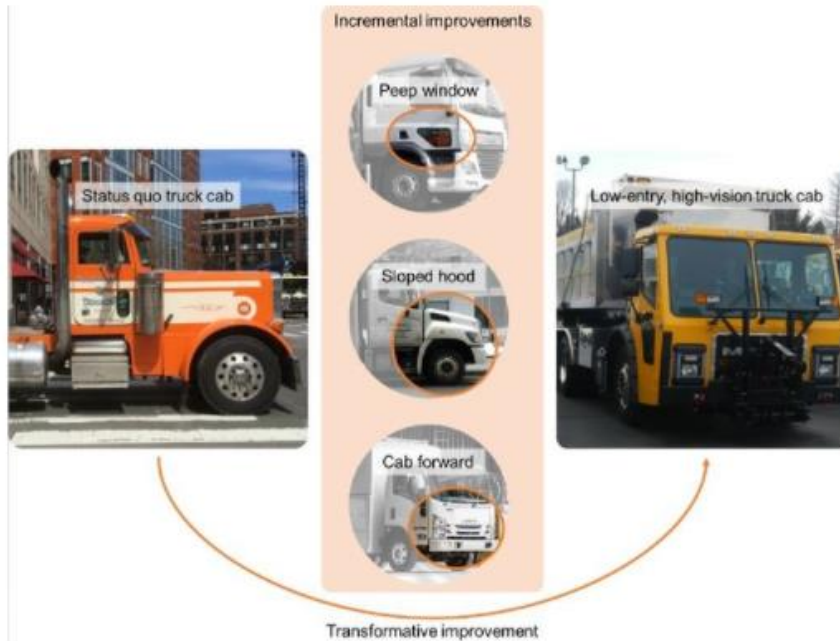 Incremental improvements
Peep window
Status quo truck cab
Low-entry, high-vision truck cab
Sloped hood
Cab forward
Transformative improvement